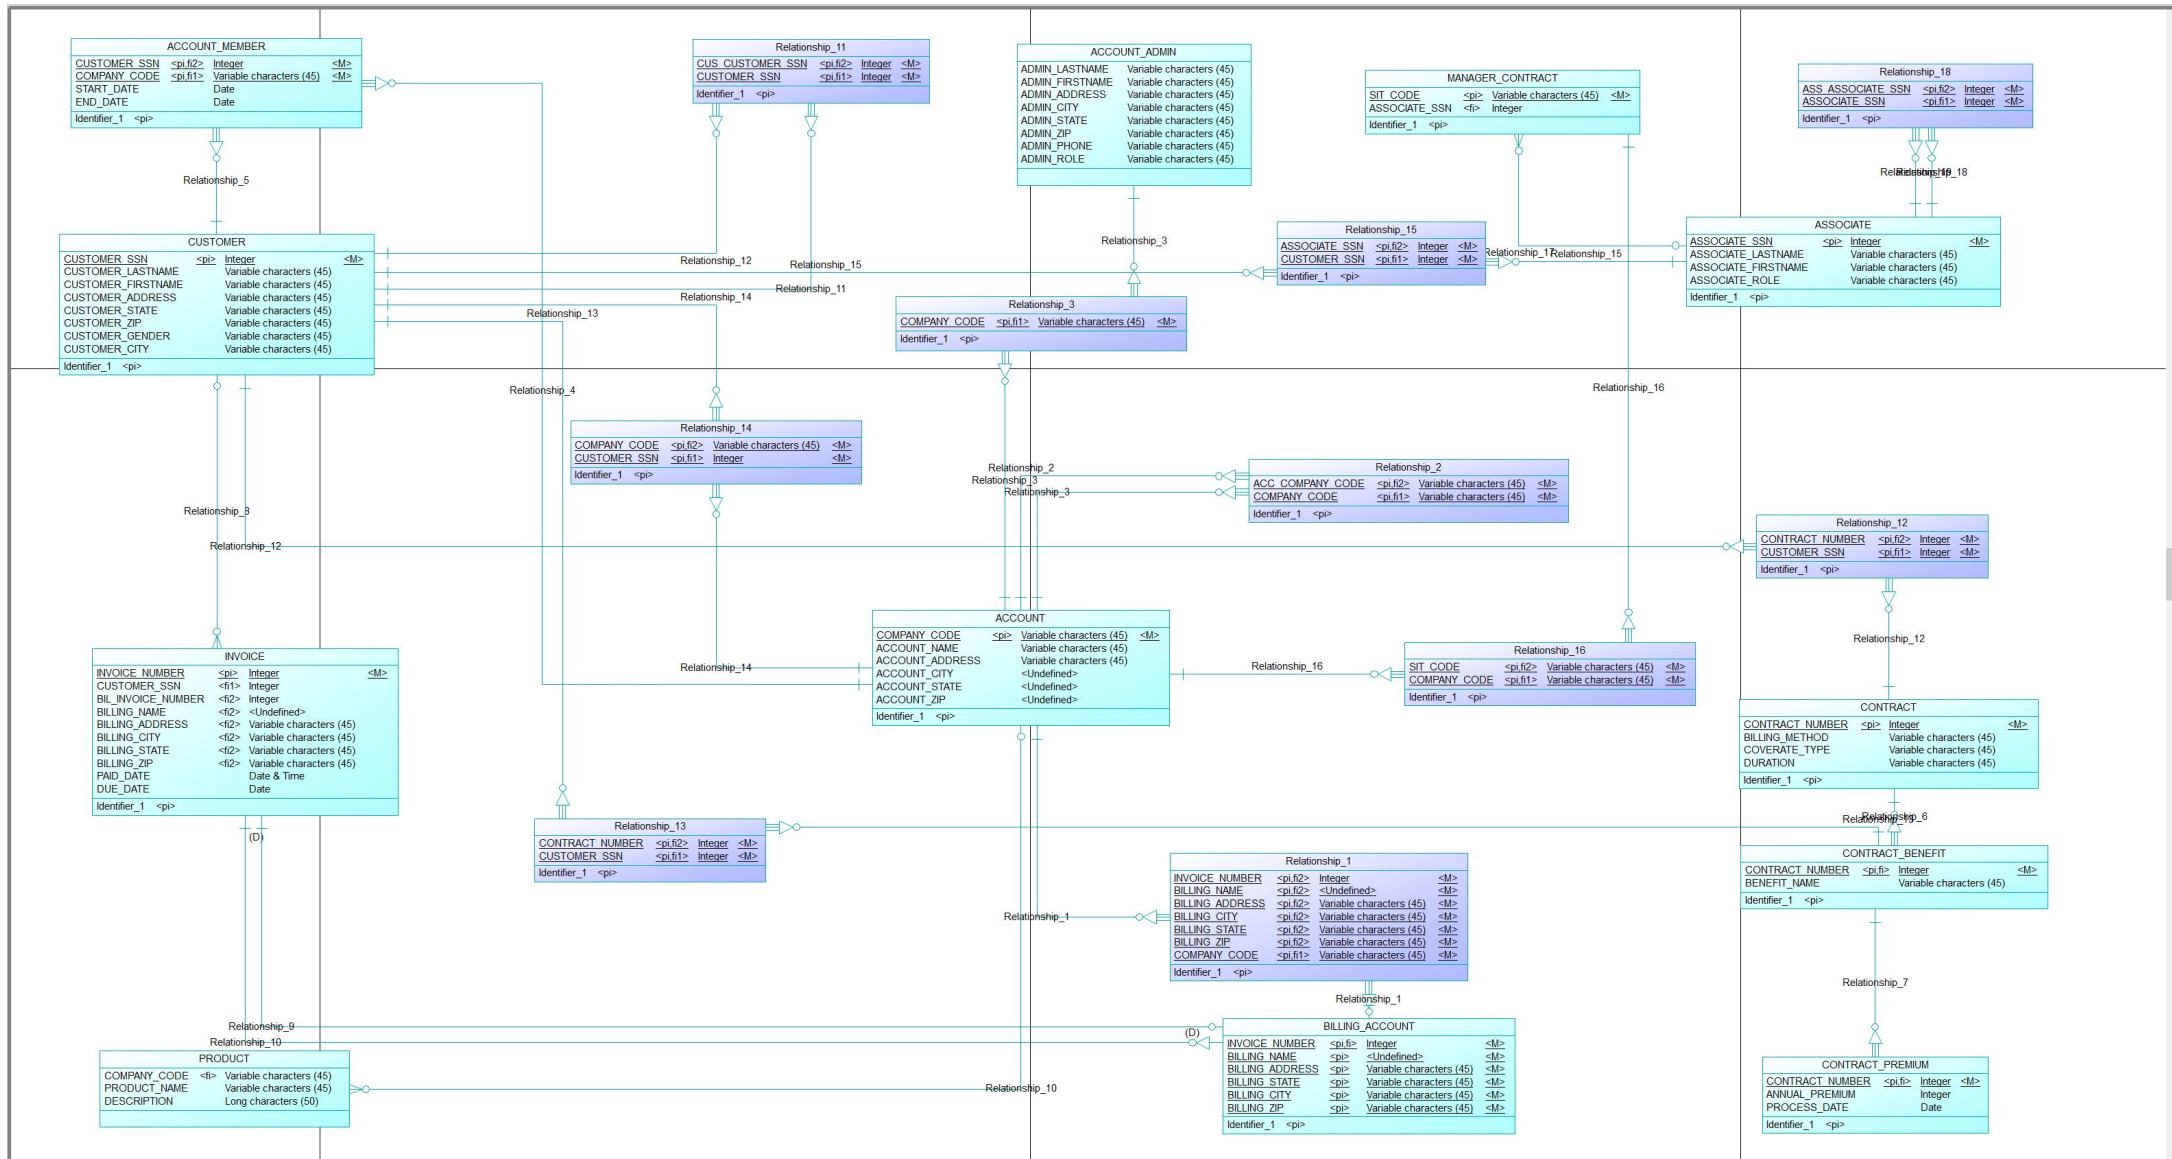 ACCOUNT_MEMBER
CUSTOMER_SSN <pi,fi2> Integer <M>
COMPANY_CODE <pi,fi1> Variable characters (45) <M>
START_DATE Date
END_DATE Date
Identifier_1 <pi>
Relationship_11
CUS_CUSTOMER_SSN <pi,fi2> Integer <M>
CUSTOMER_SSN <pi,fi1> Integer <M>
Identifier_1 <pi>
ACCOUNT_ADMIN
ADMIN_LASTNAME Variable characters (45)
ADMIN_FIRSTNAME Variable characters (45)
ADMIN_ADDRESS Variable characters (45)
ADMIN_CITY Variable characters (45)
ADMIN_STATE Variable characters (45)
ADMIN_ZIP Variable characters (45)
ADMIN_PHONE Variable characters (45)
ADMIN_ROLE Variable characters (45)
MANAGER_CONTRACT
SIT_CODE <pi> Variable characters (45) <M>
ASSOCIATE_SSN <fi> Integer
Identifier_1 <pi>
Relationship_18
ASS_ASSOCIATE_SSN <pi,fi2> Integer <M>
ASSOCIATE_SSN <pi,fi1> Integer <M>
Identifier_1 <pi>
Relationship_5
Relationship_18
CUSTOMER
CUSTOMER_SSN <pi> Integer <M>
CUSTOMER_LASTNAME Variable characters (45)
CUSTOMER_FIRSTNAME Variable characters (45)
CUSTOMER_ADDRESS Variable characters (45)
CUSTOMER_STATE Variable characters (45)
CUSTOMER_ZIP Variable characters (45)
CUSTOMER_GENDER Variable characters (45)
CUSTOMER_CITY Variable characters (45)
Identifier_1 <pi>
Relationship_12
Relationship_15
Relationship_11
Relationship_14
Relationship_13
Relationship_3
Relationship_15
ASSOCIATE_SSN <pi,fi2> Integer <M>
CUSTOMER_SSN <pi,fi1> Integer <M>
Identifier_1 <pi>
Relationship_17
Relationship_15
ASSOCIATE
ASSOCIATE_SSN <pi> Integer <M>
ASSOCIATE_LASTNAME Variable characters (45)
ASSOCIATE_FIRSTNAME Variable characters (45)
ASSOCIATE_ROLE Variable characters (45)
Identifier_1 <pi>
Relationship_3
COMPANY_CODE <pi,fi1> Variable characters (45) <M>
Identifier_1 <pi>
Relationship_4
Relationship_16
Relationship_14
COMPANY_CODE <pi,fi2> Variable characters (45) <M>
CUSTOMER_SSN <pi,fi1> Integer <M>
Identifier_1 <pi>
Relationship_2
Relationship_3
Relationship_3
Relationship_2
ACC_COMPANY_CODE <pi,fi2> Variable characters (45) <M>
COMPANY_CODE <pi,fi1> Variable characters (45) <M>
Identifier_1 <pi>
Relationship_8
Relationship_12
Relationship_12
CONTRACT_NUMBER <pi,fi2> Integer <M>
CUSTOMER_SSN <pi,fi1> Integer <M>
Identifier_1 <pi>
Relationship_12
ACCOUNT
COMPANY_CODE <pi> Variable characters (45) <M>
ACCOUNT_NAME Variable characters (45)
ACCOUNT_ADDRESS Variable characters (45)
ACCOUNT_CITY <Undefined>
ACCOUNT_STATE <Undefined>
ACCOUNT_ZIP <Undefined>
Identifier_1 <pi>
Relationship_14
Relationship_16
Relationship_16
SIT_CODE <pi,fi2> Variable characters (45) <M>
COMPANY_CODE <pi,fi1> Variable characters (45) <M>
Identifier_1 <pi>
INVOICE
INVOICE_NUMBER <pi> Integer <M>
CUSTOMER_SSN <fi1> Integer
BIL_INVOICE_NUMBER <fi2> Integer
BILLING_NAME <fi2> <Undefined>
BILLING_ADDRESS <fi2> Variable characters (45)
BILLING_CITY <fi2> Variable characters (45)
BILLING_STATE <fi2> Variable characters (45)
BILLING_ZIP <fi2> Variable characters (45)
PAID_DATE Date & Time
DUE_DATE Date
Identifier_1 <pi>
(D)
CONTRACT
CONTRACT_NUMBER <pi> Integer <M>
BILLING_METHOD Variable characters (45)
COVERATE_TYPE Variable characters (45)
DURATION Variable characters (45)
Identifier_1 <pi>
Relationship_6
Relationship_13
CONTRACT_NUMBER <pi,fi2> Integer <M>
CUSTOMER_SSN <pi,fi1> Integer <M>
Identifier_1 <pi>
CONTRACT_BENEFIT
CONTRACT_NUMBER <pi,fi> Integer <M>
BENEFIT_NAME Variable characters (45)
Identifier_1 <pi>
Relationship_1
Relationship_1
INVOICE_NUMBER <pi,fi2> Integer <M>
BILLING_NAME <pi,fi2> <Undefined> <M>
BILLING_ADDRESS <pi,fi2> Variable characters (45) <M>
BILLING_CITY <pi,fi2> Variable characters (45) <M>
BILLING_STATE <pi,fi2> Variable characters (45) <M>
BILLING_ZIP <pi,fi2> Variable characters (45) <M>
COMPANY_CODE <pi,fi1> Variable characters (45) <M>
Identifier_1 <pi>
Relationship_1
Relationship_7
Relationship_9
Relationship_10
(D)
PRODUCT
COMPANY_CODE <fi> Variable characters (45)
PRODUCT_NAME Variable characters (45)
DESCRIPTION Long characters (50)
Relationship_10
BILLING_ACCOUNT
INVOICE_NUMBER <pi,fi> Integer <M>
BILLING_NAME <pi> <Undefined> <M>
BILLING_ADDRESS <pi> Variable characters (45) <M>
BILLING_STATE <pi> Variable characters (45) <M>
BILLING_CITY <pi> Variable characters (45) <M>
BILLING_ZIP <pi> Variable characters (45) <M>
Identifier_1 <pi>
CONTRACT_PREMIUM
CONTRACT_NUMBER <pi,fi> Integer <M>
ANNUAL_PREMIUM Integer
PROCESS_DATE Date
Identifier_1 <pi>